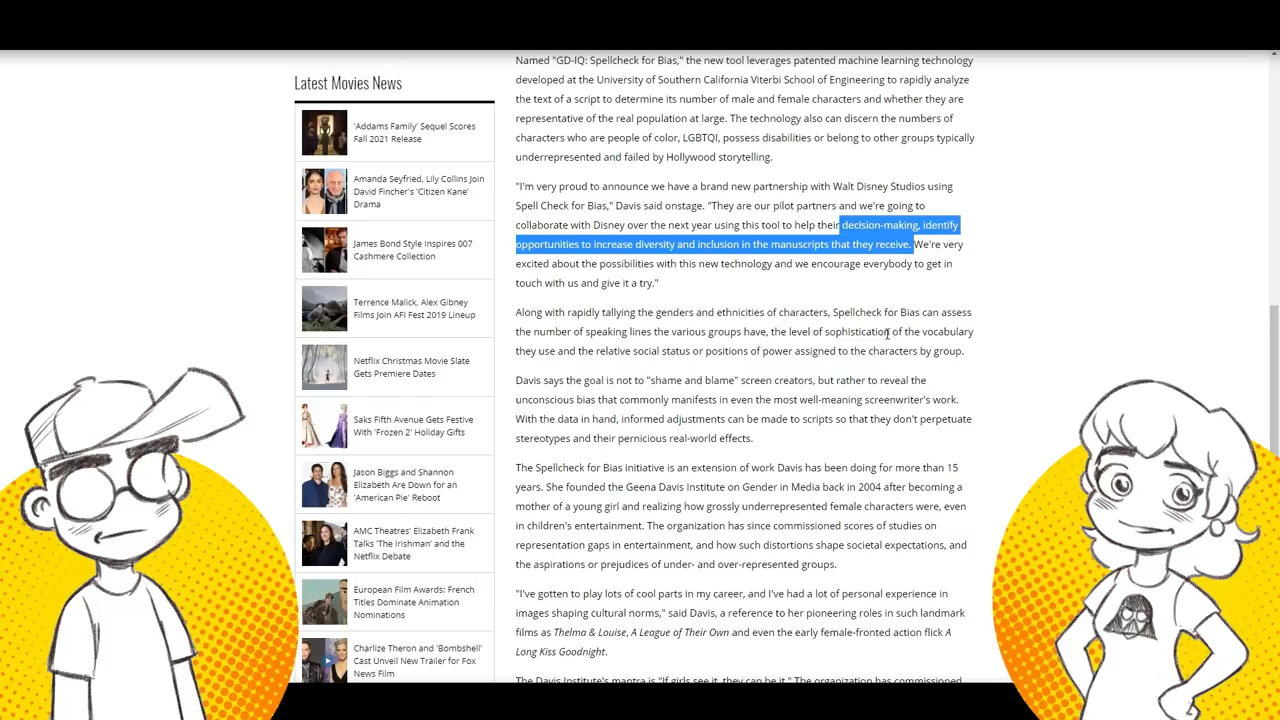 Latest Movies News
'Addams Family' Sequel Scores
Fall 2021 Release
Amanda Seyfried, Lily Collins Join
David Fincher's 'Citizen Kane'
Drama
James Bond Style Inspires 007
Cashmere Collection
Terrence Malick, Alex Gibney
Films Join AFI Fest 2019 Lineup
Netflix Christmas Movie Slate
Gets Premiere Dates
Saks Fifth Avenue Gets Festive
With 'Frozen 2' Holiday Gifts
Jason Biggs and Shannon
Elizabeth Are Down for an
'American Pie' Reboot
AMC Theatres' Elizabeth Frank
Talks 'The Irishman' and the
Netflix Debate
European Film Awards: French
Titles Dominate Animation
Nominations
Charlize Theron and 'Bombshell'
Cast Unveil New Trailer for Fox
News Film
Named "GD-IQ: Spellcheck for Bias," the new tool leverages patented machine learning technology
developed at the University of Southern California Viterbi School of Engineering to rapidly analyze
the text of a script to determine its number of male and female characters and whether they are
representative of the real population at large. The technology also can discern the numbers of
characters who are people of color, LGBTQI, possess disabilities or belong to other groups typically
underrepresented and failed by Hollywood storytelling.
"I'm very proud to announce we have a brand new partnership with Walt Disney Studios using
Spell Check for Bias," Davis said onstage. "They are our pilot partners and we're going to
collaborate with Disney over the next year using this tool to help their decision-making, identify
opportunities to increase diversity and inclusion in the manuscripts that they receive. We're very
excited about the possibilities with this new technology and we encourage everybody to get in
touch with us and give it a try."
Along with rapidly tallying the genders and ethnicities of characters, Spellcheck for Bias can assess
the number of speaking lines the various groups have, the level of sophistication of the vocabulary
they use and the relative social status or positions of power assigned to the characters by group.
Davis says the goal is not to "shame and blame" screen creators, but rather to reveal the
unconscious bias that commonly manifests in even the most well-meaning screenwriter's work.
With the data in hand, informed adjustments can be made to scripts so that they don't perpetuate
stereotypes and their pernicious real-world effects.
The Spellcheck for Bias initiative is an extension of work Davis has been doing for more than 15
years. She founded the Geena Davis Institute on Gender in Media back in 2004 after becoming a
mother of a young girl and realizing how grossly underrepresented female characters were, even
in children's entertainment. The organization has since commissioned scores of studies on
representation gaps in entertainment, and how such distortions shape societal expectations, and
the aspirations or prejudices of under- and over-represented groups.
"I've gotten to play lots of cool parts in my career, and I've had a lot of personal experience in
images shaping cultural norms," said Davis, a reference to her pioneering roles in such landmark
films as Thelma & Louise, A League of Their Own and even the early female-fronted action flick A
Long Kiss Goodnight.
The Davis Institute's mantra is "If girls see it, they can be it." The organization has commissioned